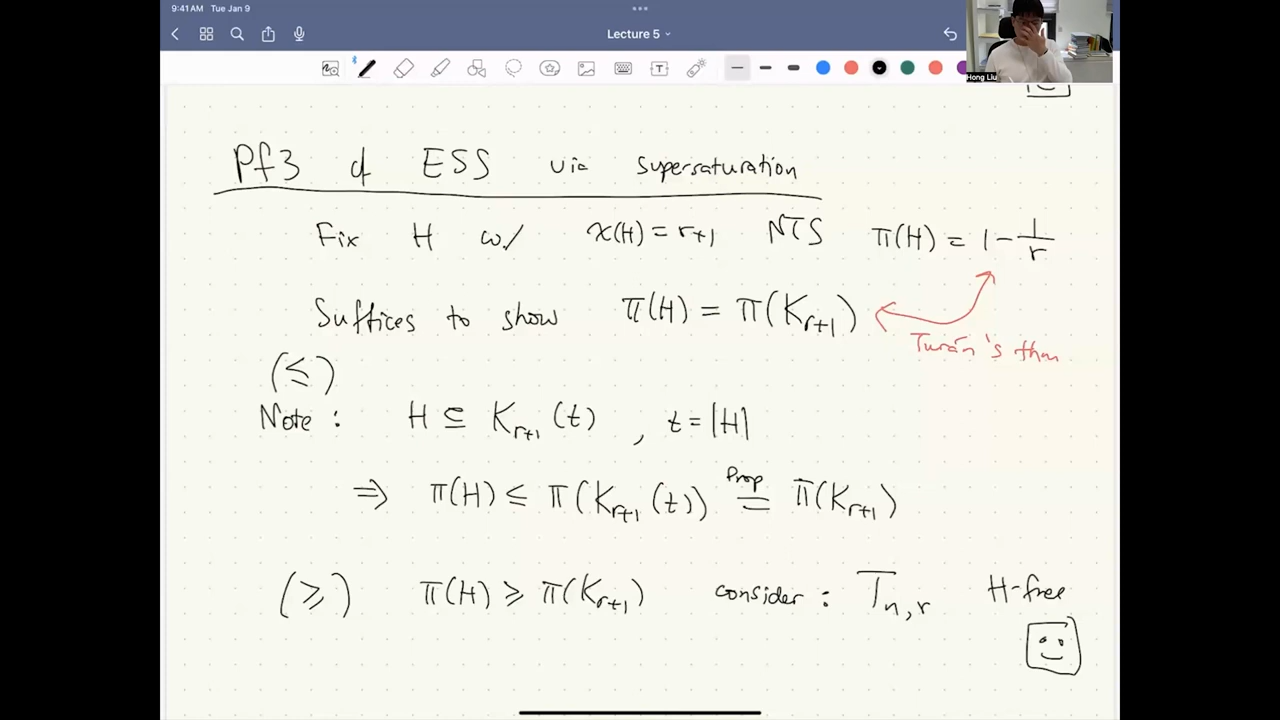 9:41AM Tue Jan 9
Lecture 5
Hong Liu
Pf3 of ESS via supersaturation
Fix H w/ χ(H) = r+1 NTS π(H) = 1 - 1/r
Suffices to show π(H) = π(K_{r+1})
Turán's thm
(≤)
Note : H ⊆ K_{r+1}(t) , t = |H|
⇒ π(H) ≤ π(K_{r+1}(t)) =^{Prop} π(K_{r+1})
(≥) π(H) ≥ π(K_{r+1}) consider : T_{n,r} H-free